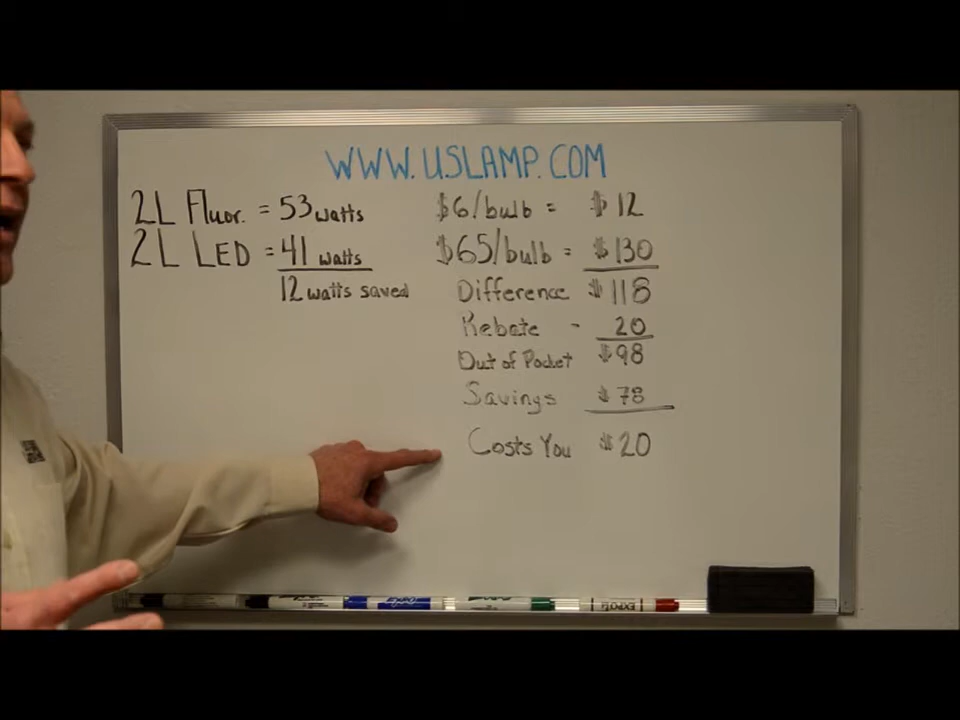 WWW.USLAMP.COM
2L Fluor. = 53 watts $6/bulb = $12
2L LED = 41 watts $65/bulb = $130
12 watts saved Difference $118
Rebate - 20
Out of Pocket $98
Savings $78
Costs You $20
EXPO